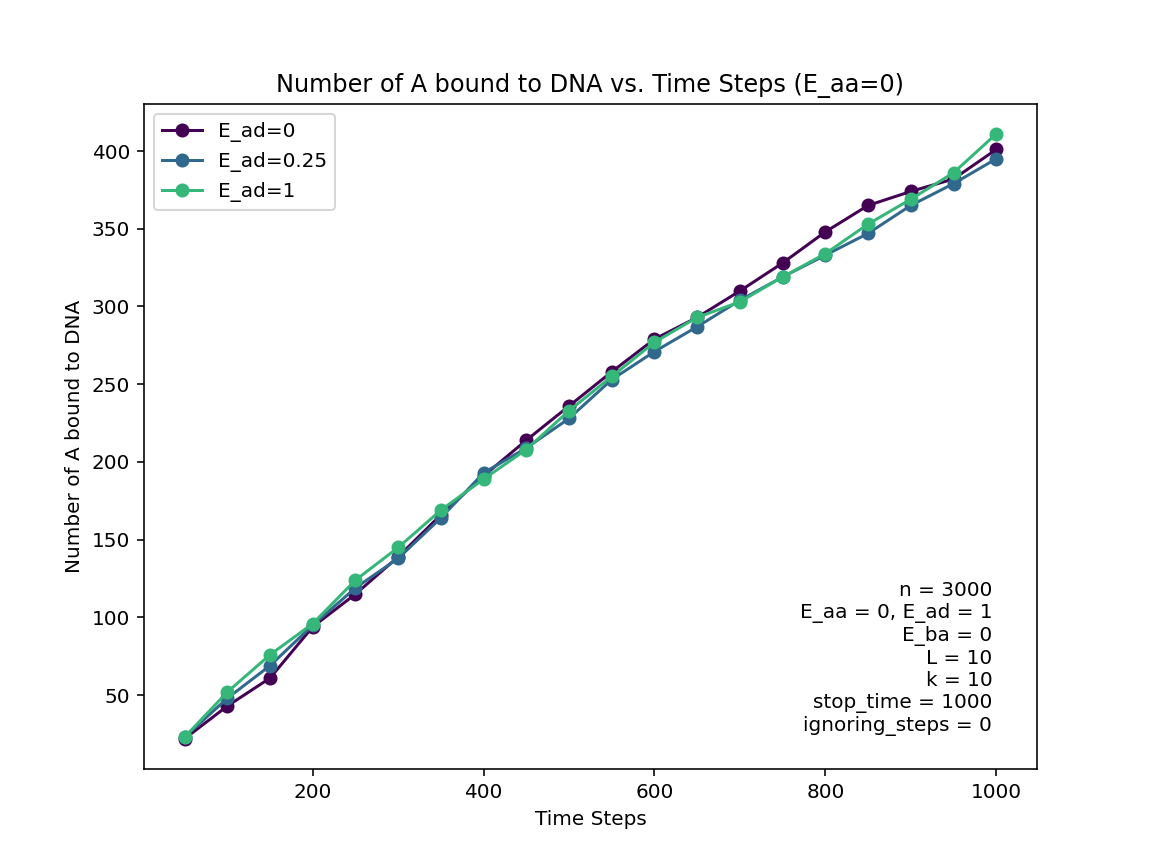 Number of A bound to DNA vs. Time Steps (E_aa=0)
E_ad=0
E_ad=0.25
E_ad=1
400
350
300
250
200
150
100
50
Number of A bound to DNA
n = 3000
E_aa = 0, E_ad = 1
E_ba = 0
L = 10
k = 10
stop_time = 1000
ignoring_steps = 0
200 400 600 800 1000
Time Steps